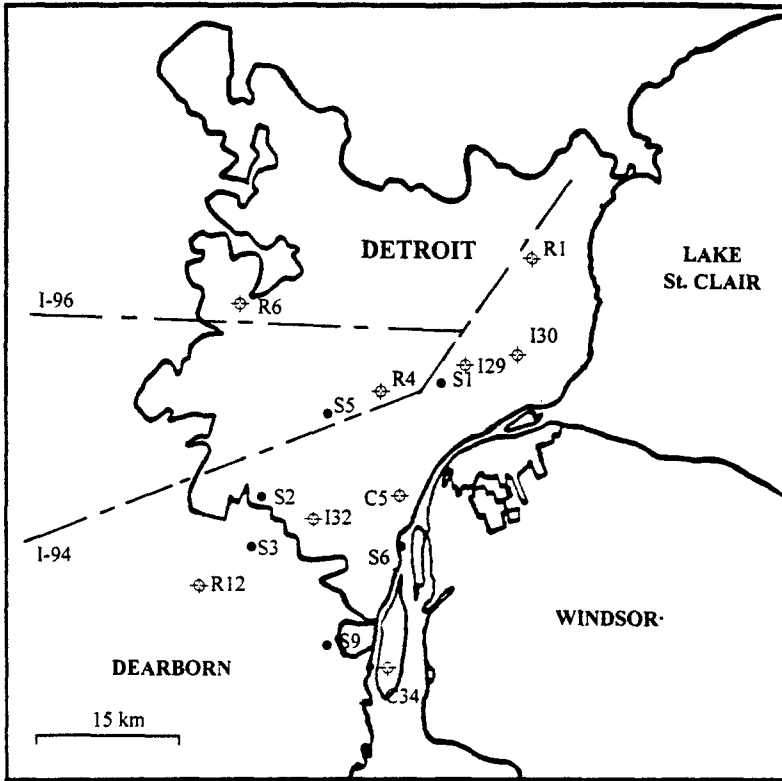 DETROIT
R1
LAKE
St. CLAIR
I-96
R6
I30
I29
R4
S1
S5
S2
C5
I32
S3
S6
I-94
R12
WINDSOR
S9
DEARBORN
C34
15 km